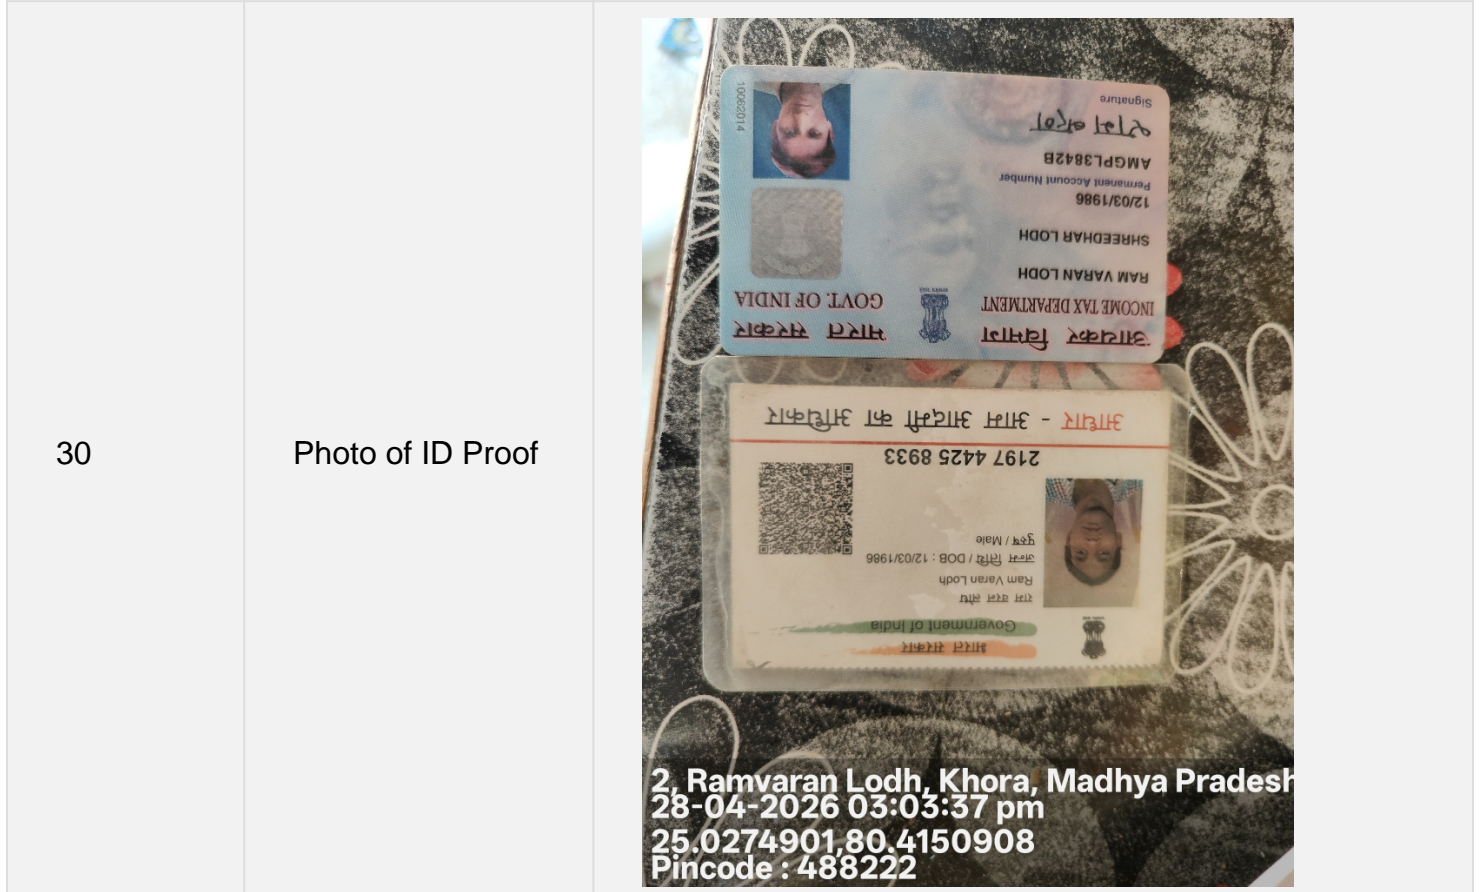 30
Photo of ID Proof
आयकर विभाग
INCOME TAX DEPARTMENT
भारत सरकार
GOVT. OF INDIA
RAM VARAN LODH
SHREEDHAR LODH
12/03/1986
Permanent Account Number
AMGPL3842B
राम वरण
Signature
10062014
भारत सरकार
Government of India
राम वरन लोध
Ram Varan Lodh
जन्म तिथि / DOB : 12/03/1986
पुरुष / Male
2197 4425 8933
आधार - आम आदमी का अधिकार
2, Ramvaran Lodh, Khora, Madhya Pradesh
28-04-2026 03:03:37 pm
25.0274901,80.4150908
Pincode : 488222